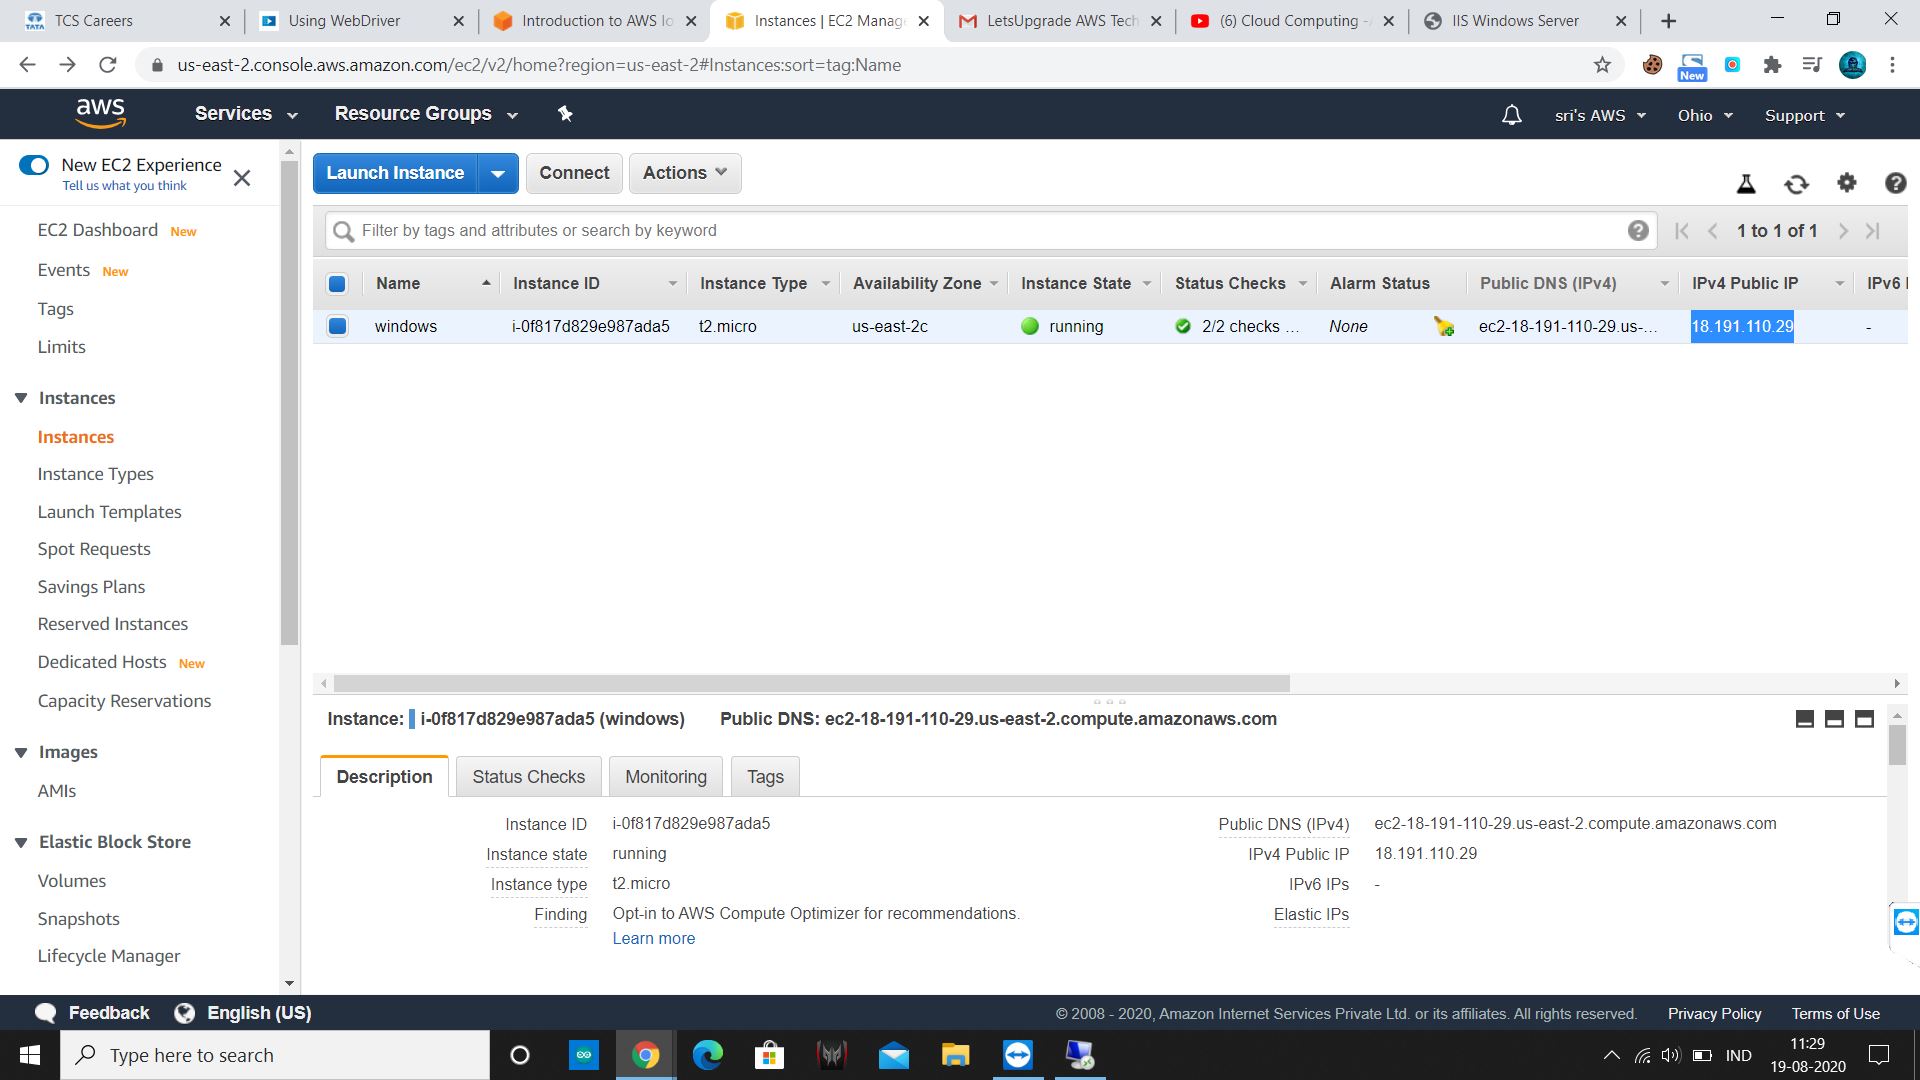 TCS Careers
Using WebDriver
Introduction to AWS Io
Instances | EC2 Manage
LetsUpgrade AWS Tech
(6) Cloud Computing -
IIS Windows Server
us-east-2.console.aws.amazon.com/ec2/v2/home?region=us-east-2#Instances:sort=tag:Name
New
aws
Services
Resource Groups
sri's AWS
Ohio
Support
New EC2 Experience
Tell us what you think
EC2 Dashboard New
Events New
Tags
Limits
Instances
Instances
Instance Types
Launch Templates
Spot Requests
Savings Plans
Reserved Instances
Dedicated Hosts New
Capacity Reservations
Images
AMIs
Elastic Block Store
Volumes
Snapshots
Lifecycle Manager
Launch Instance
Connect
Actions
Filter by tags and attributes or search by keyword
1 to 1 of 1
Name Instance ID Instance Type Availability Zone Instance State Status Checks Alarm Status Public DNS (IPv4) IPv4 Public IP IPv6 I
windows i-0f817d829e987ada5 t2.micro us-east-2c running 2/2 checks ... None ec2-18-191-110-29.us-... 18.191.110.29 -
Instance: i-0f817d829e987ada5 (windows) Public DNS: ec2-18-191-110-29.us-east-2.compute.amazonaws.com
Description
Status Checks
Monitoring
Tags
Instance ID i-0f817d829e987ada5
Instance state running
Instance type t2.micro
Finding Opt-in to AWS Compute Optimizer for recommendations.
Learn more
Public DNS (IPv4) ec2-18-191-110-29.us-east-2.compute.amazonaws.com
IPv4 Public IP 18.191.110.29
IPv6 IPs -
Elastic IPs
Feedback
English (US)
© 2008 - 2020, Amazon Internet Services Private Ltd. or its affiliates. All rights reserved.
Privacy Policy
Terms of Use
Type here to search
IND
11:29
19-08-2020